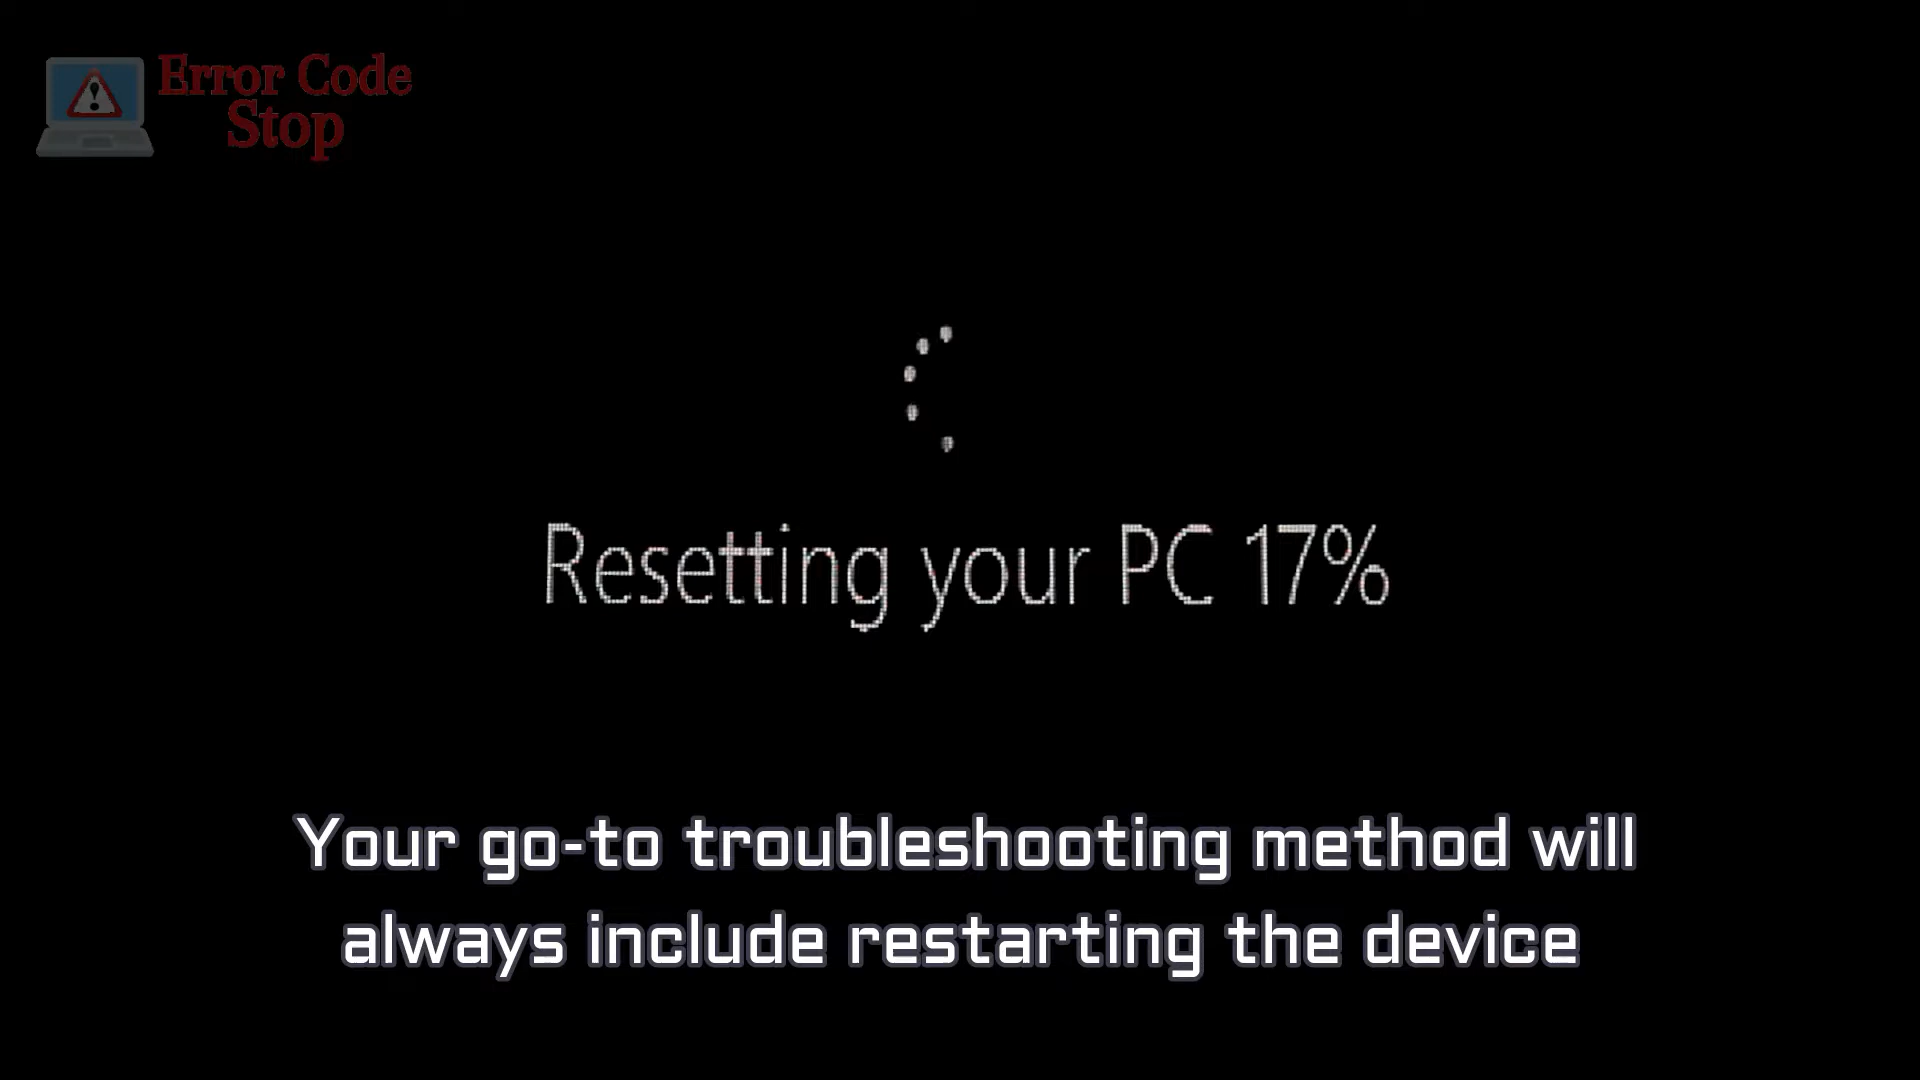 Error Code
Stop
Resetting your PC 17%
Your go-to troubleshooting method will
always include restarting the device